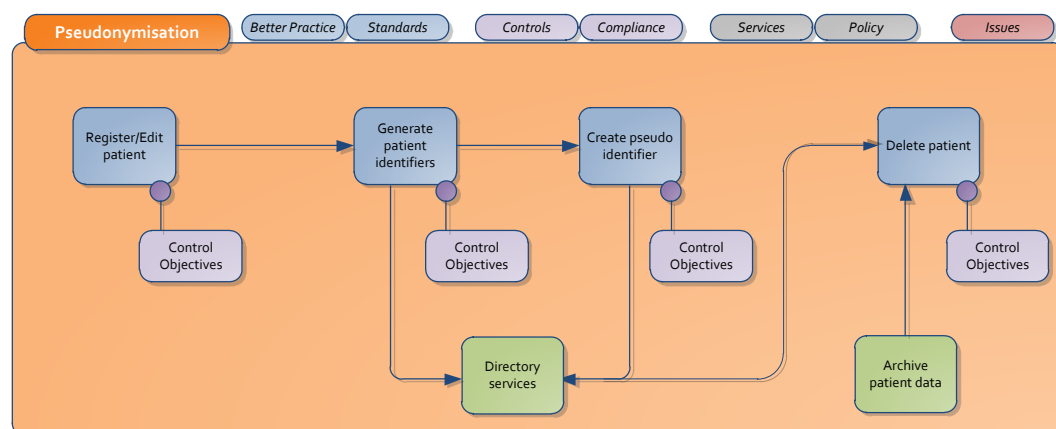 Pseudonymisation
Better Practice
Standards
Controls
Compliance
Services
Policy
Issues
Register/Edit
patient
Generate
patient
identifiers
Create pseudo
identifier
Delete patient
Control
Objectives
Control
Objectives
Control
Objectives
Control
Objectives
Directory
services
Archive
patient data